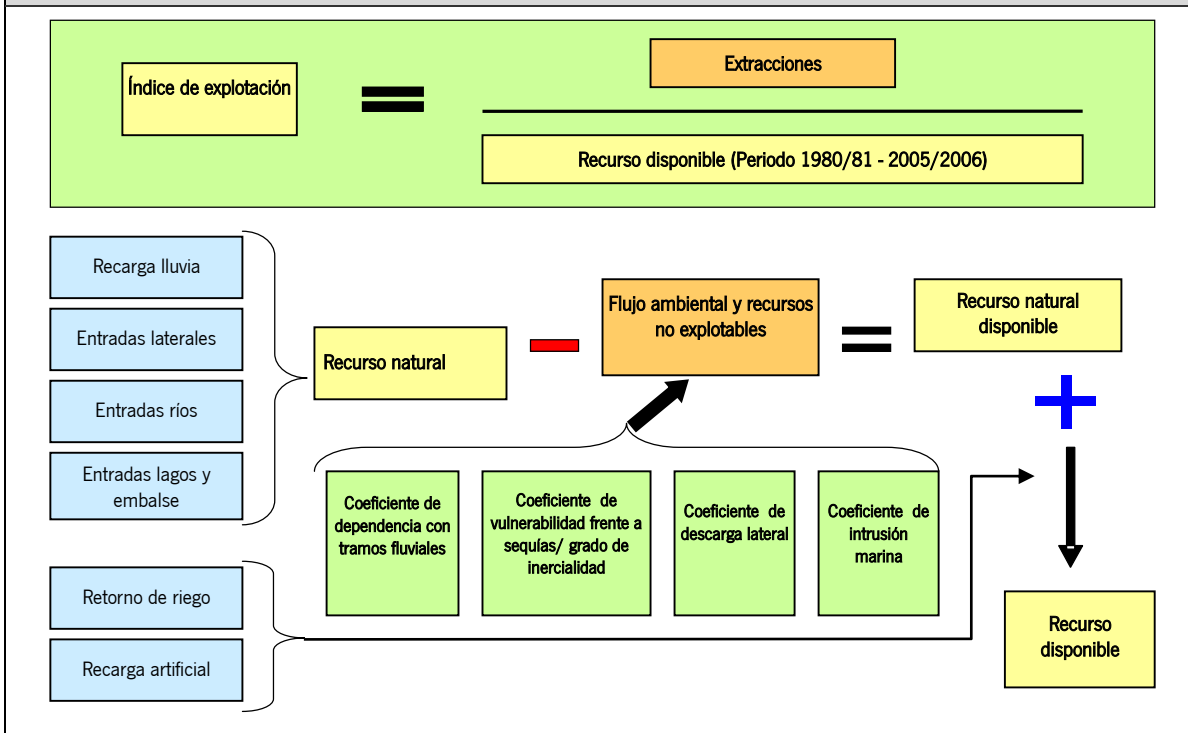 Índice de explotación
Extracciones
Recurso disponible (Periodo 1980/81 - 2005/2006)
Recarga lluvia
Entradas laterales
Entradas ríos
Entradas lagos y
embalse
Recurso natural
Flujo ambiental y recursos
no explotables
Recurso natural
disponible
Coeficiente de
dependencia con
tramos fluviales
Coeficiente de
vulnerabilidad frente a
sequías/ grado de
inercialidad
Coeficiente de
descarga lateral
Coeficiente de
intrusión
marina
Retorno de riego
Recarga artificial
Recurso
disponible